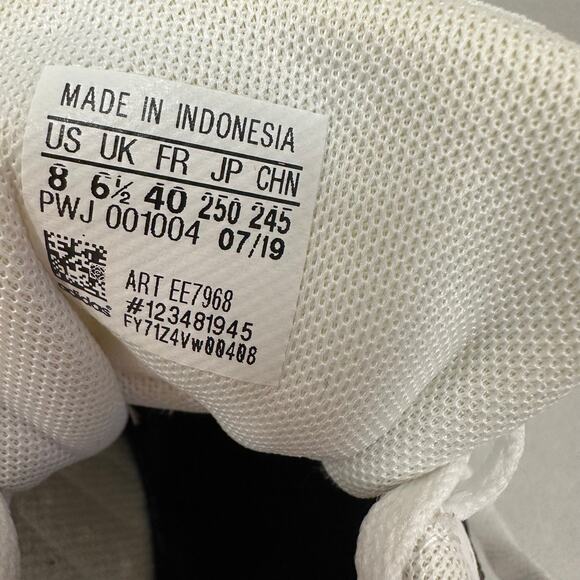 MADE IN INDONESIA
US UK FR JP CHN
8 6½ 40 250 245
PWJ 001004 07/19
ART EE7968
adidas
#123481945
FY71Z4Vw00408